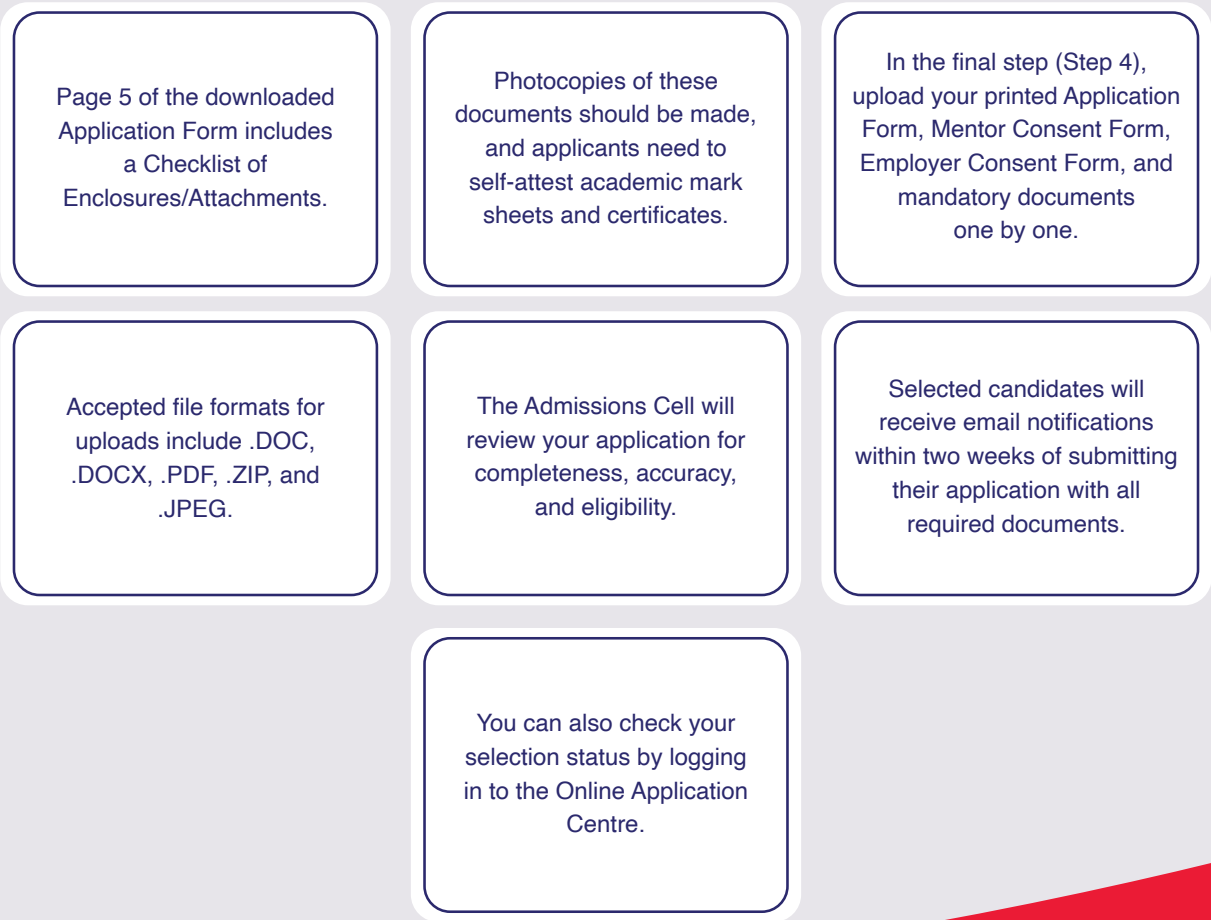 Page 5 of the downloaded
Application Form includes
a Checklist of
Enclosures/Attachments.
Photocopies of these
documents should be made,
and applicants need to
self-attest academic mark
sheets and certificates.
In the final step (Step 4),
upload your printed Application
Form, Mentor Consent Form,
Employer Consent Form, and
mandatory documents
one by one.
Accepted file formats for
uploads include .DOC,
.DOCX, .PDF, .ZIP, and
.JPEG.
The Admissions Cell will
review your application for
completeness, accuracy,
and eligibility.
Selected candidates will
receive email notifications
within two weeks of submitting
their application with all
required documents.
You can also check your
selection status by logging
in to the Online Application
Centre.